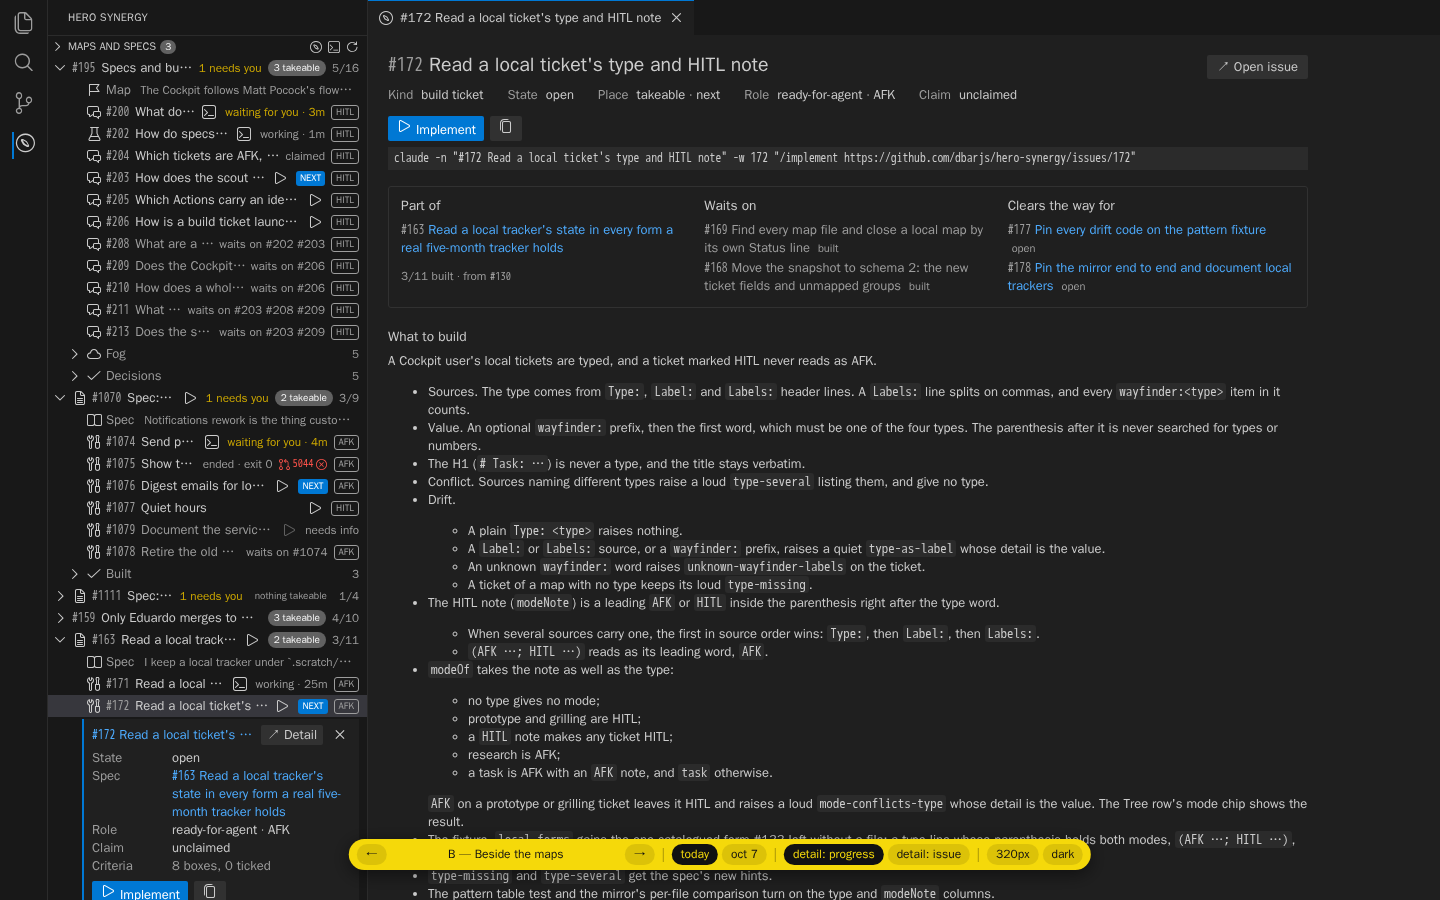 HERO SYNERGY
MAPS AND SPECS 3
#195 Specs and bu··· 1 needs you 3 takeable 5/16
Map The Cockpit follows Matt Pocock's flow···
#200 What do··· waiting for you · 3m HITL
#202 How do specs··· working · 1m HITL
#204 Which tickets are AFK, ··· claimed HITL
#203 How does the scout ··· NEXT HITL
#205 Which Actions carry an ide··· HITL
#206 How is a build ticket launc··· HITL
#208 What are a ··· waits on #202 #203
#209 Does the Cockpit··· waits on #206 HITL
#210 How does a whol··· waits on #206 HITL
#211 What ··· waits on #203 #208 #209 HITL
#213 Does the s··· waits on #203 #209 HITL
Fog 5
Decisions 5
#1070 Spec:··· 1 needs you 2 takeable 3/9
Spec Notifications rework is the thing custo···
#1074 Send p··· waiting for you · 4m AFK
#1075 Show t··· ended · exit 0 5044 AFK
#1076 Digest emails for lo··· NEXT AFK
#1077 Quiet hours HITL
#1079 Document the servic··· needs info
#1078 Retire the old ··· waits on #1074 AFK
Built 3
#1111 Spec:··· 1 needs you nothing takeable 1/4
#159 Only Eduardo merges to ··· 3 takeable 4/10
#163 Read a local track··· 2 takeable 3/11
Spec I keep a local tracker under `.scratch/···
#171 Read a local ··· working · 25m AFK
#172 Read a local ticket's ··· NEXT AFK
#172 Read a local ticket's ··· ↗ Detail ✕
State open
Spec #163 Read a local tracker's
state in every form a real five-
month tracker holds
Role ready-for-agent · AFK
Claim unclaimed
Criteria 8 boxes, 0 ticked
Implement
#172 Read a local ticket's type and HITL note ✕
#172 Read a local ticket's type and HITL note
↗ Open issue
Kind build ticket State open Place takeable · next Role ready-for-agent · AFK Claim unclaimed
Implement
claude -n "#172 Read a local ticket's type and HITL note" -w 172 "/implement https://github.com/dbarjs/hero-synergy/issues/172"
Part of
#163 Read a local tracker's state in every form a
real five-month tracker holds
3/11 built · from #130
Waits on
#169 Find every map file and close a local map by
its own Status line built
#168 Move the snapshot to schema 2: the new
ticket fields and unmapped groups built
Clears the way for
#177 Pin every drift code on the pattern fixture
open
#178 Pin the mirror end to end and document local
trackers open
What to build
A Cockpit user's local tickets are typed, and a ticket marked HITL never reads as AFK.
• Sources. The type comes from Type:, Label: and Labels: header lines. A Labels: line splits on commas, and every wayfinder:<type> item in it
counts.
• Value. An optional wayfinder: prefix, then the first word, which must be one of the four types. The parenthesis after it is never searched for types or
numbers.
• The H1 (# Task: ···) is never a type, and the title stays verbatim.
• Conflict. Sources naming different types raise a loud type-several listing them, and give no type.
• Drift.
◦ A plain Type: <type> raises nothing.
◦ A Label: or Labels: source, or a wayfinder: prefix, raises a quiet type-as-label whose detail is the value.
◦ An unknown wayfinder: word raises unknown-wayfinder-labels on the ticket.
◦ A ticket of a map with no type keeps its loud type-missing.
• The HITL note (modeNote) is a leading AFK or HITL inside the parenthesis right after the type word.
◦ When several sources carry one, the first in source order wins: Type:, then Label:, then Labels:.
◦ (AFK ···; HITL ···) reads as its leading word, AFK.
• modeOf takes the note as well as the type:
◦ no type gives no mode;
◦ prototype and grilling are HITL;
◦ a HITL note makes any ticket HITL;
◦ research is AFK;
◦ a task is AFK with an AFK note, and task otherwise.
AFK on a prototype or grilling ticket leaves it HITL and raises a loud mode-conflicts-type whose detail is the value. The Tree row's mode chip shows the
result.
holds both modes, (AFK ···; HITL ···),
← B — Beside the maps → | today oct 7 | detail: progress detail: issue | 320px dark
• type-missing and type-several get the spec's new hints.
• The pattern table test and the mirror's per-file comparison turn on the type and modeNote columns.